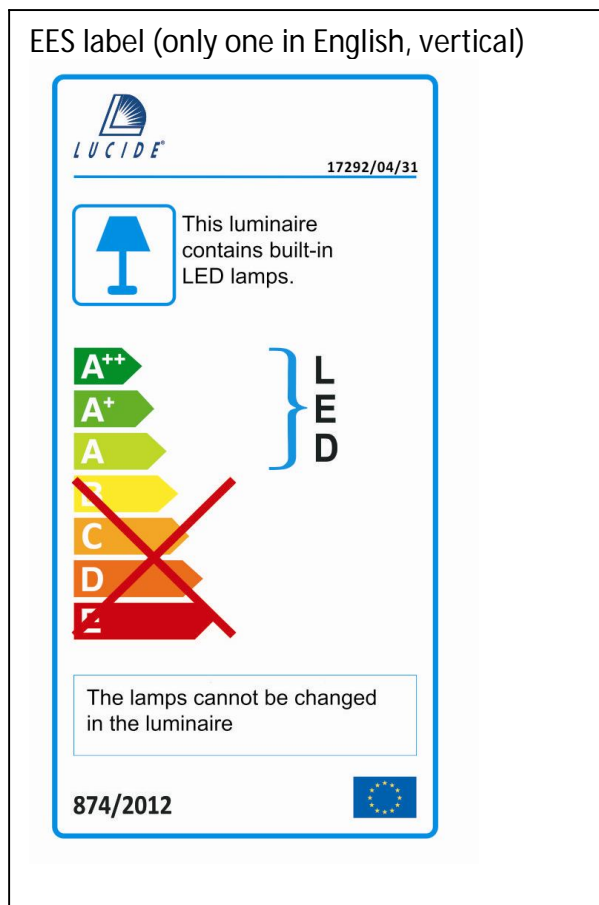 EES label (only one in English, vertical)
LUCIDE®
17292/04/31
This luminaire
contains built-in
LED lamps.
A++
A+
A
B
C
D
E
L
E
D
The lamps cannot be changed
in the luminaire
874/2012